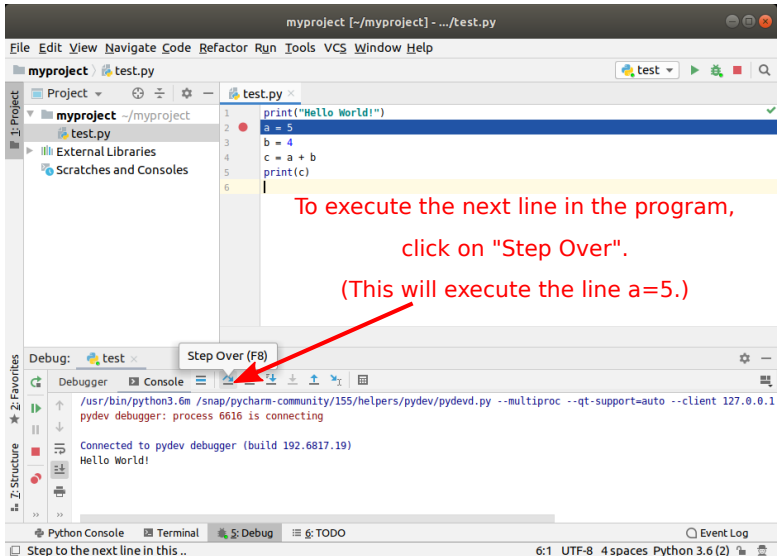 myproject [~/myproject] - .../test.py
File Edit View Navigate Code Refactor Run Tools VCS Window Help
myproject test.py test
1: Project
Project test.py
myproject ~/myproject
test.py
External Libraries
Scratches and Consoles
1 print("Hello World!")
2 a = 5
3 b = 4
4 c = a + b
5 print(c)
6
To execute the next line in the program,
click on "Step Over".
(This will execute the line a=5.)
Step Over (F8)
2: Favorites
7: Structure
Debug: test
Debugger Console
/usr/bin/python3.6m /snap/pycharm-community/155/helpers/pydev/pydevd.py --multiproc --qt-support=auto --client 127.0.0.1
pydev debugger: process 6616 is connecting
Connected to pydev debugger (build 192.6817.19)
Hello World!
Python Console Terminal 5: Debug 6: TODO Event Log
Step to the next line in this .. 6:1 UTF-8 4 spaces Python 3.6 (2)